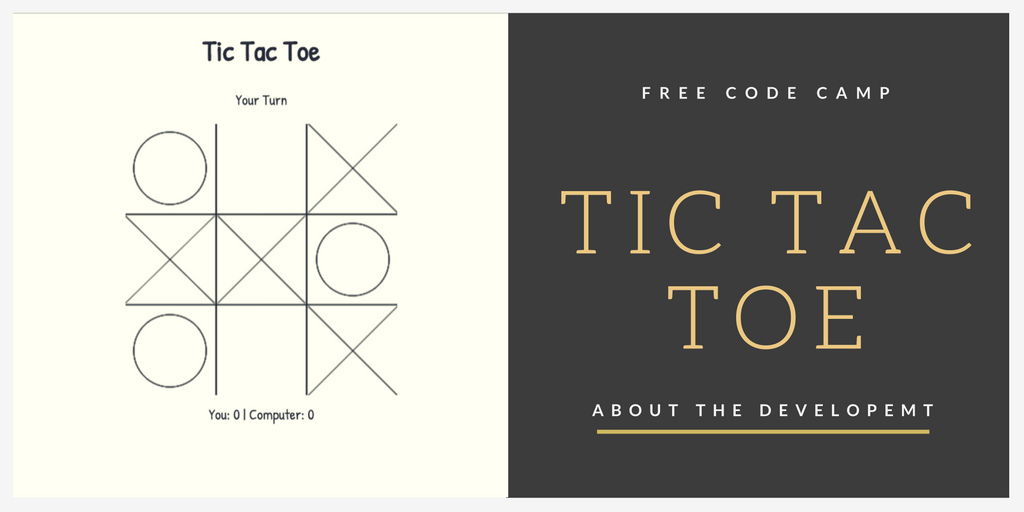 Tic Tac Toe
Your Turn
You: 0 | Computer: 0
FREE CODE CAMP
TIC TAC
TOE
ABOUT THE DEVELOPEMT